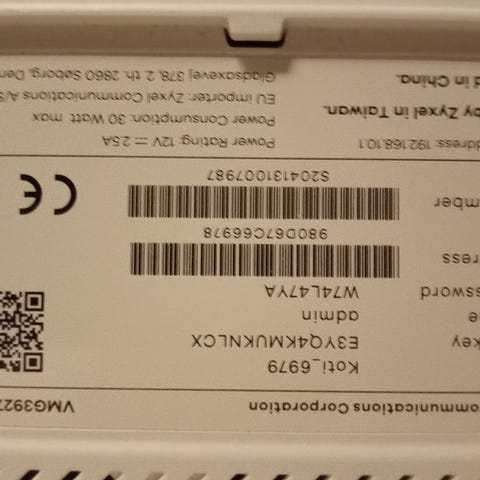 ommunications Corporation VMG3927
Koti_6979
key E3YQ4KMUKNLCX
e admin
ssword W74L47YA
ress 980D67C66978
mber S204131007987
ddress: 192.168.10.1 Power Rating: 12V ⎓ 2.5A
Power Consumption: 30 Watt max
by Zyxel in Taiwan. EU importer: Zyxel Communications A/S
d in China. Gladsaxevej 378, 2. th. 2860 Søborg, Den
CE